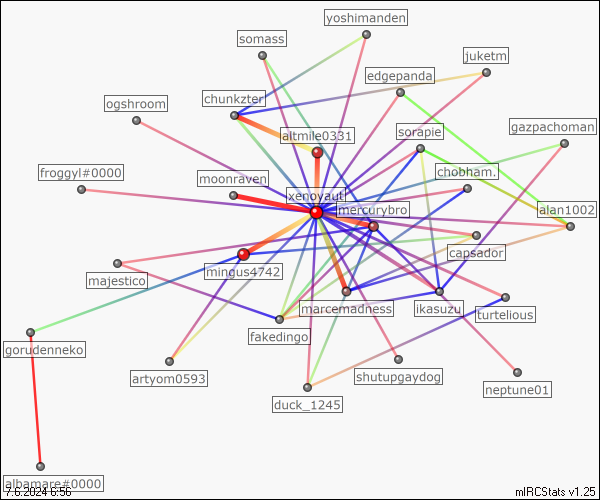 yoshimanden
somass
juketm
edgepanda
chunkzter
ogshroom
gazpachoman
altmile0331
sorapie
froggyl#0000
moonraven
chobham.
xenoyaut
mercurybro
alan1002
capsador
mingus4742
majestico
marcemadness
ikasuzu
turtelious
fakedingo
gorudenneko
artyom0593
shutupgaydog
neptune01
duck_1245
albamare#0000
7.6.2024 6:56
mIRCStats v1.25